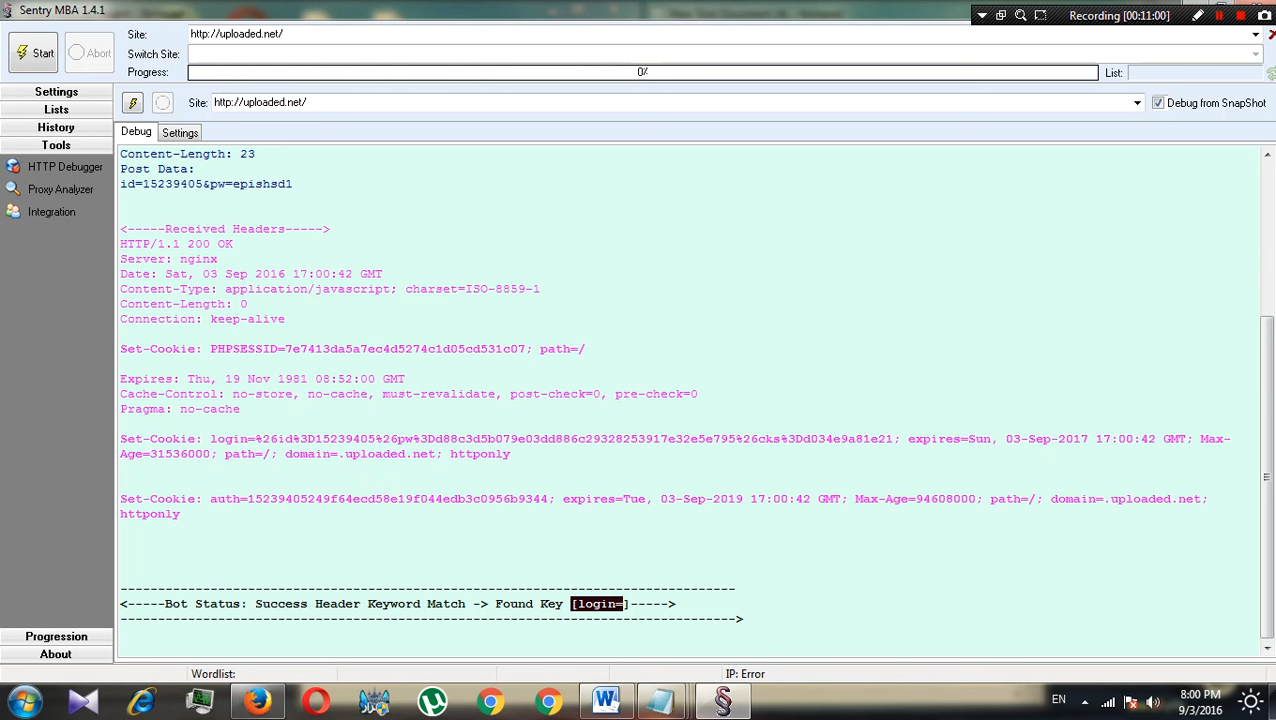 Sentry MBA 1.4.1
Recording [00:11:00]
Start
Abort
Site:
http://uploaded.net/
Switch Site:
Progress:
0%
List:
Settings
Lists
History
Tools
HTTP Debugger
Proxy Analyzer
Integration
Progression
About
Site:
http://uploaded.net/
Debug from SnapShot
Debug
Settings
Content-Length: 23
Post Data:
id=15239405&pw=epishsd1
<-----Received Headers----->
HTTP/1.1 200 OK
Server: nginx
Date: Sat, 03 Sep 2016 17:00:42 GMT
Content-Type: application/javascript; charset=ISO-8859-1
Content-Length: 0
Connection: keep-alive
Set-Cookie: PHPSESSID=7e7413da5a7ec4d5274c1d05cd531c07; path=/
Expires: Thu, 19 Nov 1981 08:52:00 GMT
Cache-Control: no-store, no-cache, must-revalidate, post-check=0, pre-check=0
Pragma: no-cache
Set-Cookie: login=%26id%3D15239405%26pw%3Dd88c3d5b079e03dd886c29328253917e32e5e795%26cks%3Dd034e9a81e21; expires=Sun, 03-Sep-2017 17:00:42 GMT; Max-
Age=31536000; path=/; domain=.uploaded.net; httponly
Set-Cookie: auth=15239405249f64ecd58e19f044edb3c0956b9344; expires=Tue, 03-Sep-2019 17:00:42 GMT; Max-Age=94608000; path=/; domain=.uploaded.net;
httponly
----------------------------------------------------------------------------------
<-----Bot Status: Success Header Keyword Match -> Found Key [login=]----->
---------------------------------------------------------------------------------->
Wordlist:
IP: Error
EN
8:00 PM
9/3/2016